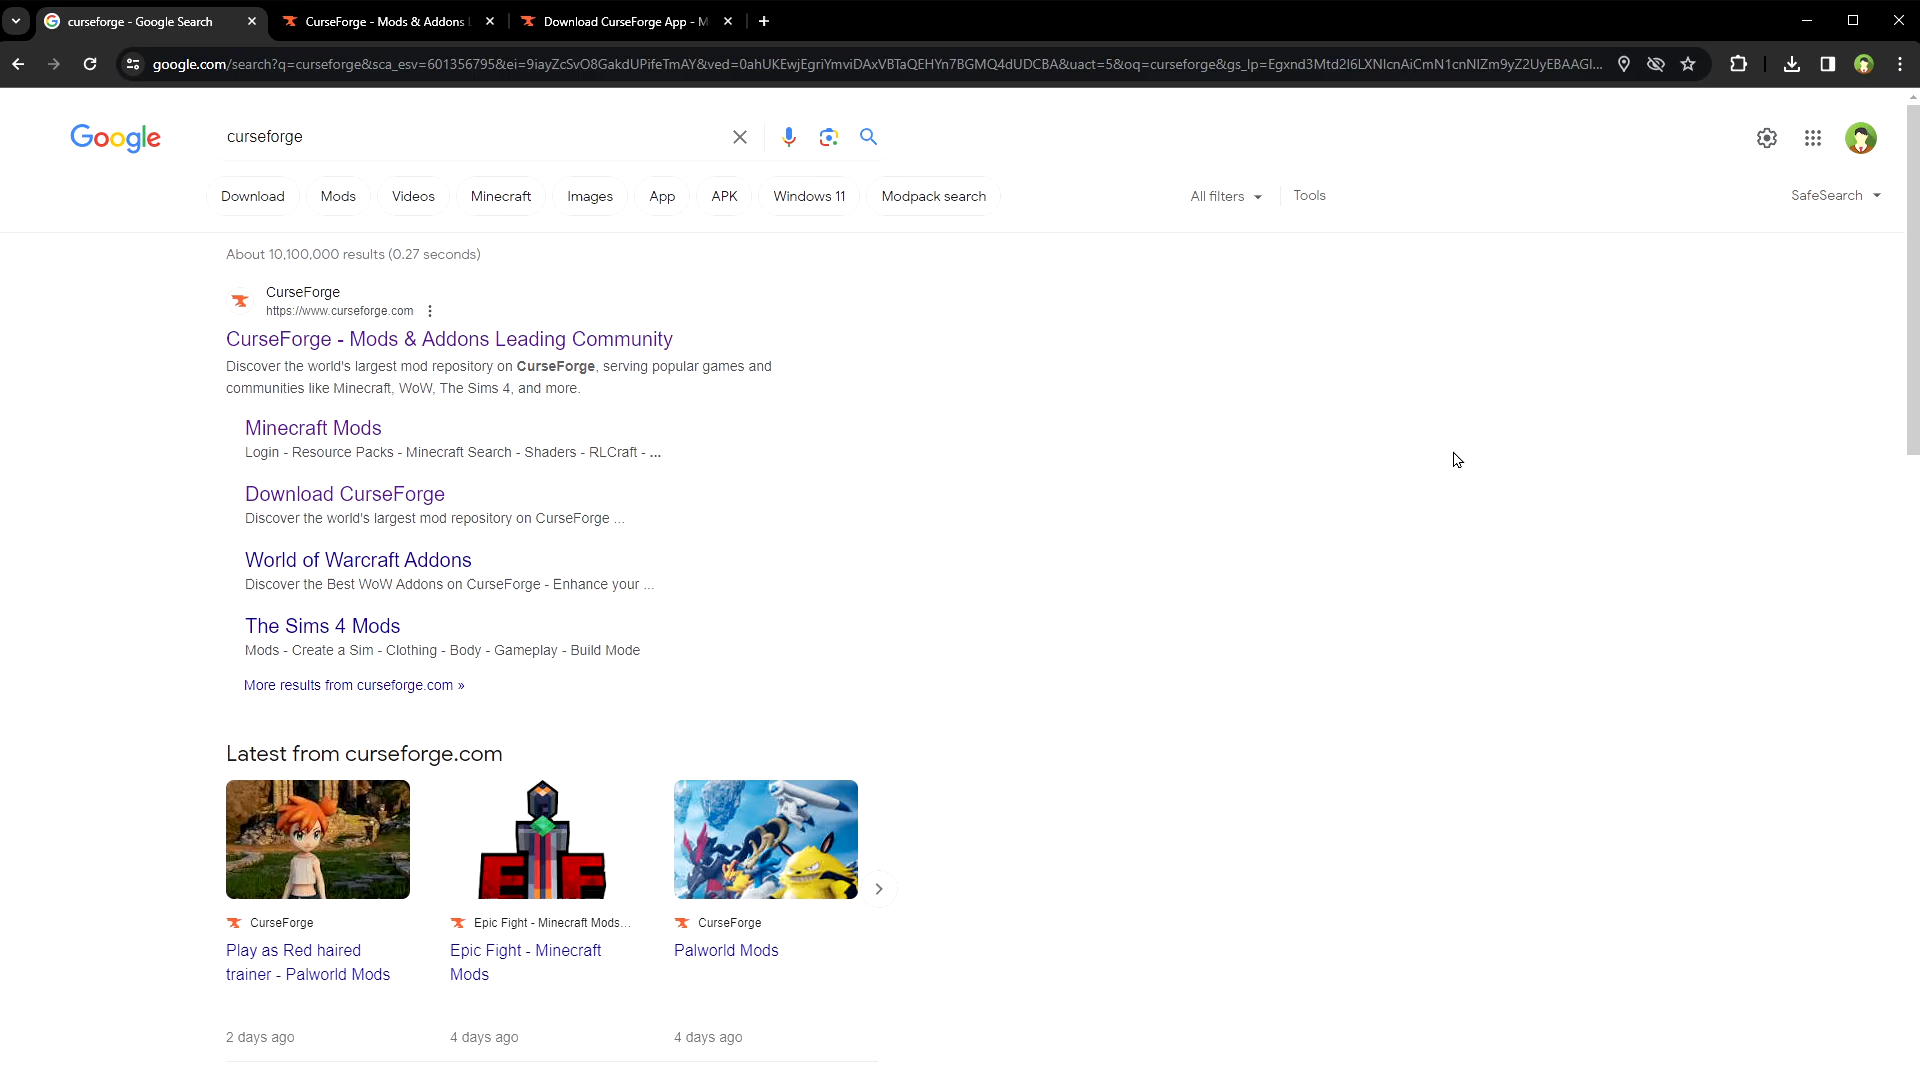 curseforge - Google Search
CurseForge - Mods & Addons
Download CurseForge App - M
google.com/search?q=curseforge&sca_esv=601356795&ei=9iayZcSvO8GakdUPifeTmAY&ved=0ahUKEwjEgriYmviDAxVBTaQEHYn7BGMQ4dUDCBA&uact=5&oq=curseforge&gs_lp=Egxnd3Mtd2l6LXNlcnAiCmN1cnNlZm9yZ2UyEBAAGI...
Google
curseforge
Download
Mods
Videos
Minecraft
Images
App
APK
Windows 11
Modpack search
All filters
Tools
SafeSearch
About 10,100,000 results (0.27 seconds)
CurseForge
https://www.curseforge.com
CurseForge - Mods & Addons Leading Community
Discover the world's largest mod repository on CurseForge, serving popular games and
communities like Minecraft, WoW, The Sims 4, and more.
Minecraft Mods
Login - Resource Packs - Minecraft Search - Shaders - RLCraft - ...
Download CurseForge
Discover the world's largest mod repository on CurseForge ...
World of Warcraft Addons
Discover the Best WoW Addons on CurseForge - Enhance your ...
The Sims 4 Mods
Mods - Create a Sim - Clothing - Body - Gameplay - Build Mode
More results from curseforge.com »
Latest from curseforge.com
EF
CurseForge
Play as Red haired
trainer - Palworld Mods
2 days ago
Epic Fight - Minecraft Mods...
Epic Fight - Minecraft
Mods
4 days ago
CurseForge
Palworld Mods
4 days ago